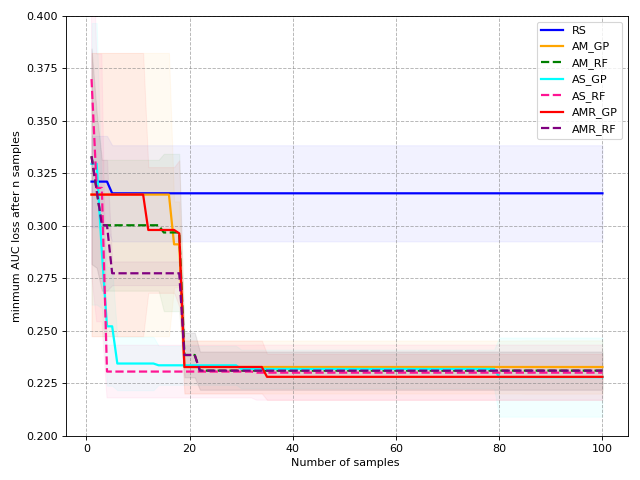 0.400
0.375
0.350
0.325
0.300
0.275
0.250
0.225
0.200
minmum AUC loss after n samples
0
20
40
60
80
100
Number of samples
RS
AM_GP
AM_RF
AS_GP
AS_RF
AMR_GP
AMR_RF